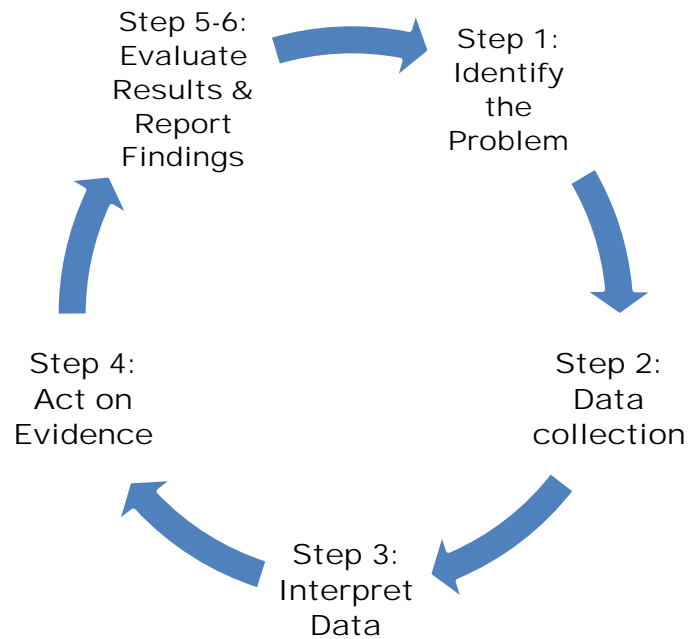 Step 5-6:
Evaluate
Results &
Report
Findings
Step 1:
Identify
the
Problem
Step 2:
Data
collection
Step 3:
Interpret
Data
Step 4:
Act on
Evidence